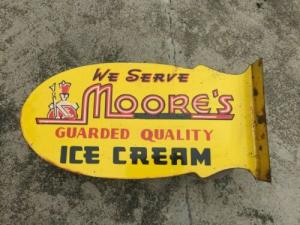 We Serve
Moore's
GUARDED QUALITY
ICE CREAM